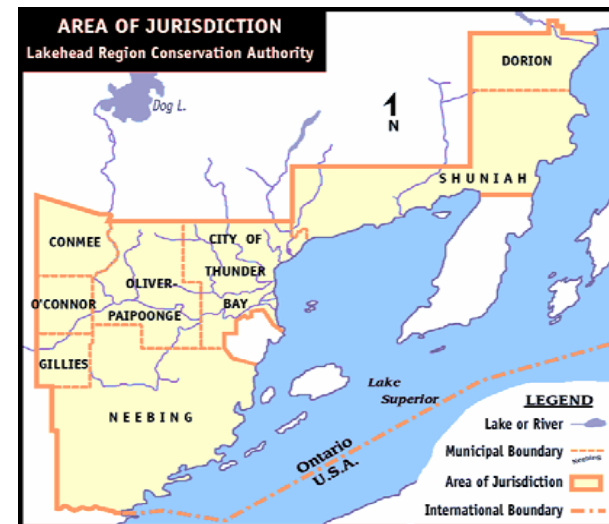 AREA OF JURISDICTION
Lakehead Region Conservation Authority
DORION
Dog L.
N
SHUNIAH
CONMEE
CITY OF
THUNDER
BAY
OLIVER-
PAIPOONGE
O'CONNOR
GILLIES
NEEBING
Lake
Superior
Ontario
U.S.A.
LEGEND
Lake or River
Municipal Boundary
Neebing
Area of Jurisdiction
International Boundary